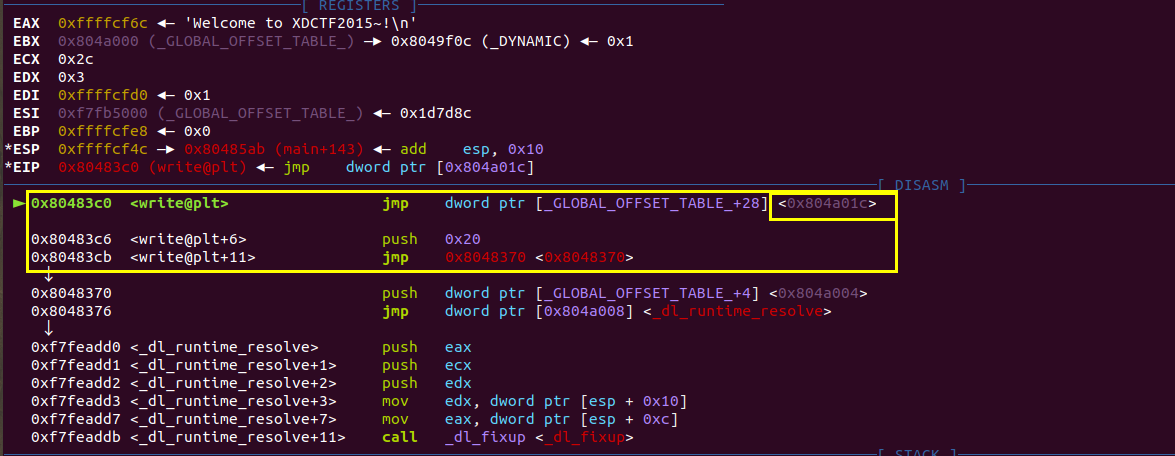 [ REGISTERS ]
EAX  0xffffcf6c ◂— 'Welcome to XDCTF2015~!\n'
EBX  0x804a000 (_GLOBAL_OFFSET_TABLE_) —▸ 0x8049f0c (_DYNAMIC) ◂— 0x1
ECX  0x2c
EDX  0x3
EDI  0xffffcfd0 ◂— 0x1
ESI  0xf7fb5000 (_GLOBAL_OFFSET_TABLE_) ◂— 0x1d7d8c
EBP  0xffffcfe8 ◂— 0x0
*ESP  0xffffcf4c —▸ 0x80485ab (main+143) ◂— add    esp, 0x10
*EIP  0x80483c0 (write@plt) ◂— jmp    dword ptr [0x804a01c]
[ DISASM ]
► 0x80483c0  <write@plt>                  jmp    dword ptr [_GLOBAL_OFFSET_TABLE_+28] <0x804a01c>
0x80483c6  <write@plt+6>                push   0x20
0x80483cb  <write@plt+11>               jmp    0x8048370 <0x8048370>
↓
0x8048370                               push   dword ptr [_GLOBAL_OFFSET_TABLE_+4] <0x804a004>
0x8048376                               jmp    dword ptr [0x804a008] <_dl_runtime_resolve>
↓
0xf7feadd0 <_dl_runtime_resolve>        push   eax
0xf7feadd1 <_dl_runtime_resolve+1>      push   ecx
0xf7feadd2 <_dl_runtime_resolve+2>      push   edx
0xf7feadd3 <_dl_runtime_resolve+3>      mov    edx, dword ptr [esp + 0x10]
0xf7feadd7 <_dl_runtime_resolve+7>      mov    eax, dword ptr [esp + 0xc]
0xf7feaddb <_dl_runtime_resolve+11>     call   _dl_fixup <_dl_fixup>
[ STACK ]